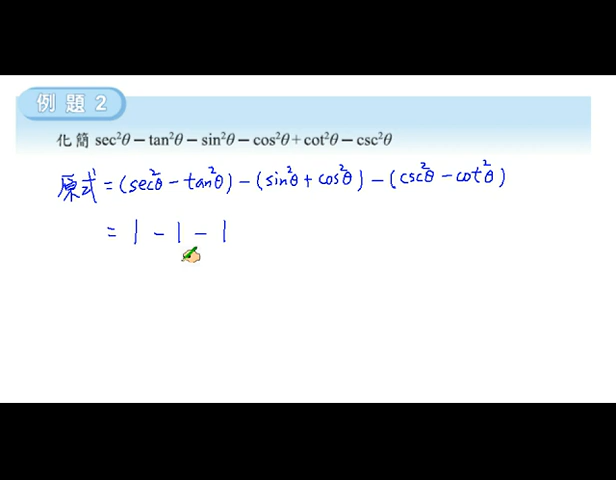 例題 2
化簡 sec²θ − tan²θ − sin²θ − cos²θ + cot²θ − csc²θ
原式 = (sec²θ − tan²θ) − (sin²θ + cos²θ) − (csc²θ − cot²θ)
= 1 − 1 − 1